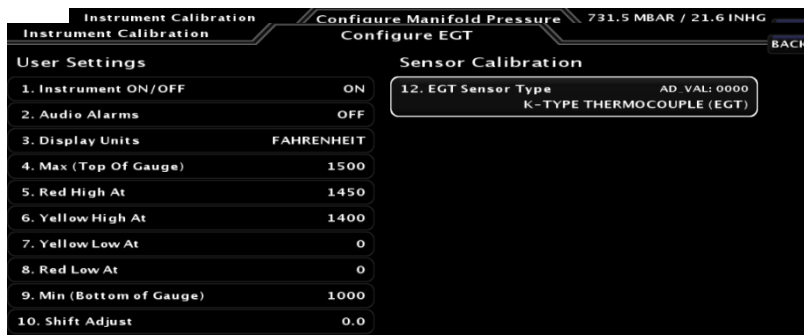 Instrument Calibration Configure Manifold Pressure 731.5 MBAR / 21.6 INHG
Instrument Calibration Configure EGT
BACK
User Settings
1. Instrument ON/OFF ON
2. Audio Alarms OFF
3. Display Units FAHRENHEIT
4. Max (Top Of Gauge) 1500
5. Red High At 1450
6. Yellow High At 1400
7. Yellow Low At 0
8. Red Low At 0
9. Min (Bottom of Gauge) 1000
10. Shift Adjust 0.0
Sensor Calibration
12. EGT Sensor Type AD_VAL: 0000
K-TYPE THERMOCOUPLE (EGT)